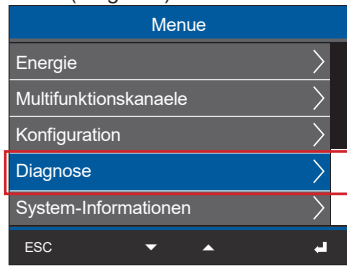 Menue
Energie
Multifunktionskanaele
Konfiguration
Diagnose
System-Informationen
ESC